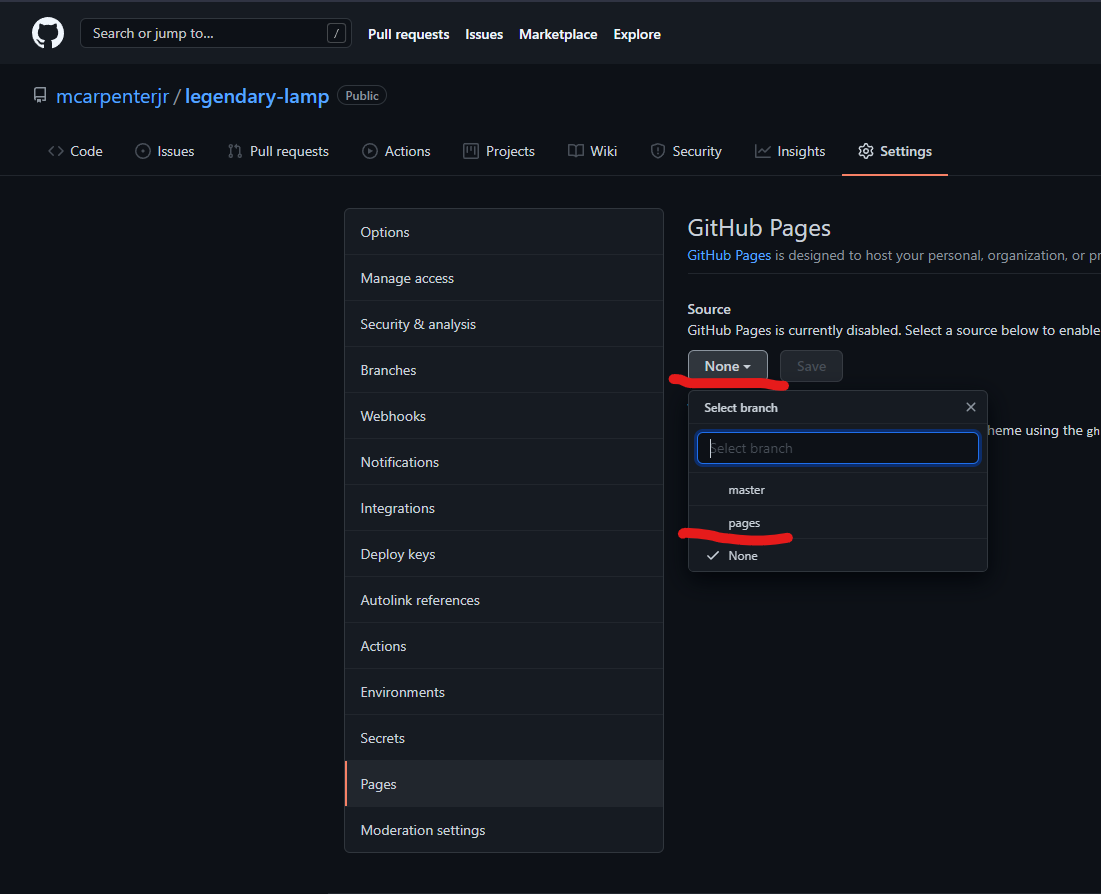 Search or jump to... /
Pull requests Issues Marketplace Explore
mcarpenterjr / legendary-lamp Public
Code Issues Pull requests Actions Projects Wiki Security Insights Settings
Options
Manage access
Security & analysis
Branches
Webhooks
Notifications
Integrations
Deploy keys
Autolink references
Actions
Environments
Secrets
Pages
Moderation settings
GitHub Pages
GitHub Pages is designed to host your personal, organization, or pr
Source
GitHub Pages is currently disabled. Select a source below to enable
None Save
Select branch
heme using the gh
Select branch
master
pages
None